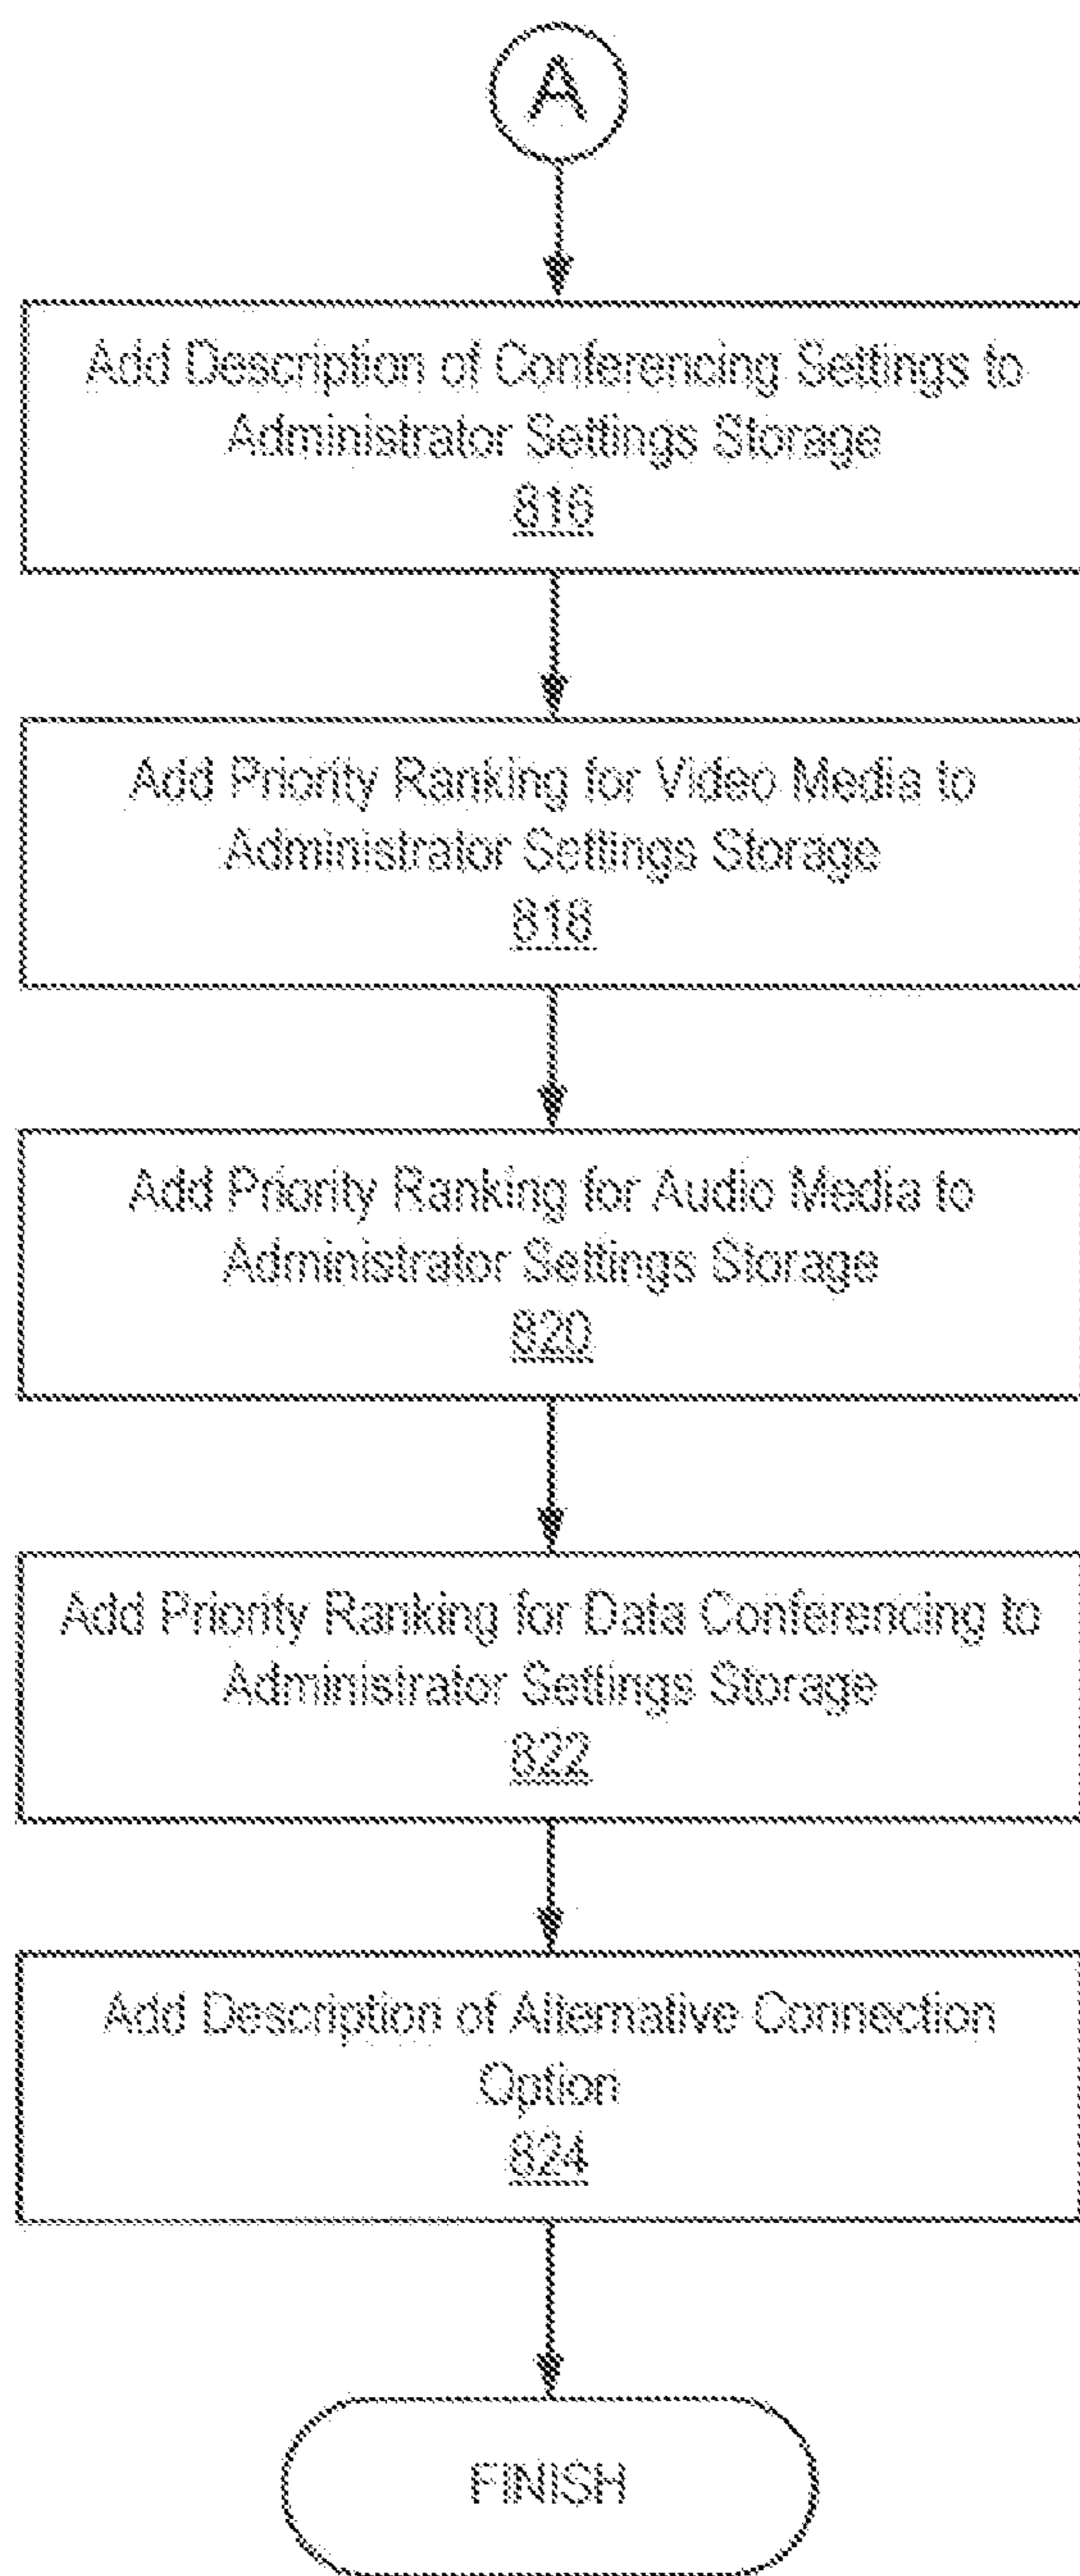 A
Add Description of Conferencing Settings to
Administrator Settings Storage
816
Add Priority Ranking for Video Media to
Administrator Settings Storage
818
Add Priority Ranking for Audio Media to
Administrator Settings Storage
820
Add Priority Ranking for Data Conferencing to
Administrator Settings Storage
822
Add Description of Alternative Connection
Option
824
FINISH